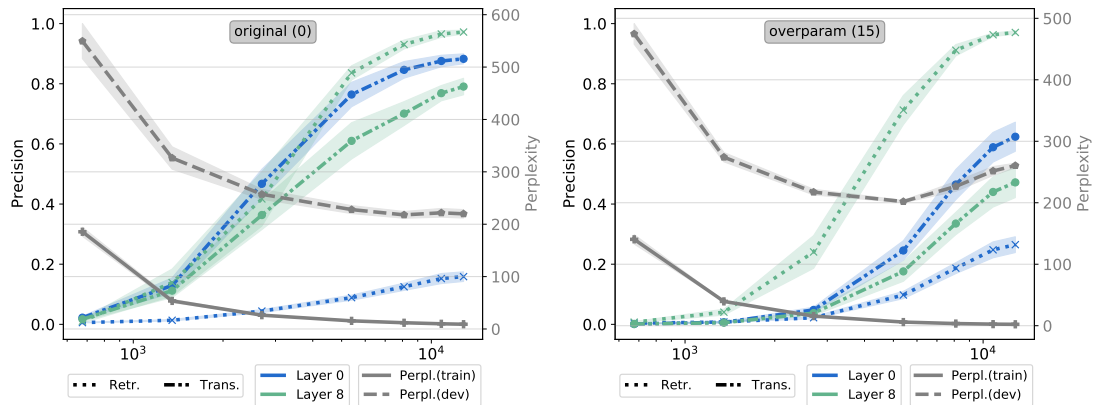 original (0)
1.0
0.8
0.6
0.4
0.2
0.0
Precision
600
500
400
300
200
100
0
Perplexity
10³
10⁴
Retr.
Trans.
Layer 0
Layer 8
Perpl.(train)
Perpl.(dev)
overparam (15)
1.0
0.8
0.6
0.4
0.2
0.0
Precision
500
400
300
200
100
0
Perplexity
10³
10⁴
Retr.
Trans.
Layer 0
Layer 8
Perpl.(train)
Perpl.(dev)